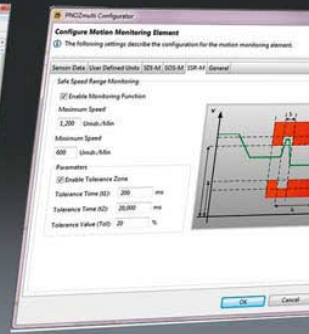 PNOZmulti Configurator
Configure Motion Monitoring Element
The following settings describe the configuration for the motion monitoring element.
Sensor Data User Defined Units SDI-M SOS-M SSR-M General
Safe Speed Range Monitoring
Enable Monitoring Function
Maximum Speed
1,200 Umdr./Min
Minimum Speed
600 Umdr./Min
Parameters
Enable Tolerance Zone
Tolerance Time (t1): 200 ms
Tolerance Time (t2): 20,000 ms
Tolerance Value (Tol): 20 %
OK Cancel